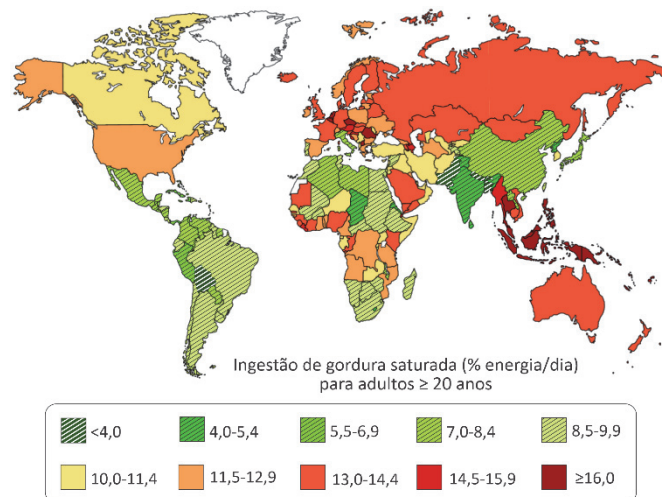 Ingestão de gordura saturada (% energia/dia)
para adultos ≥ 20 anos
<4,0 4,0-5,4 5,5-6,9 7,0-8,4 8,5-9,9
10,0-11,4 11,5-12,9 13,0-14,4 14,5-15,9 ≥16,0